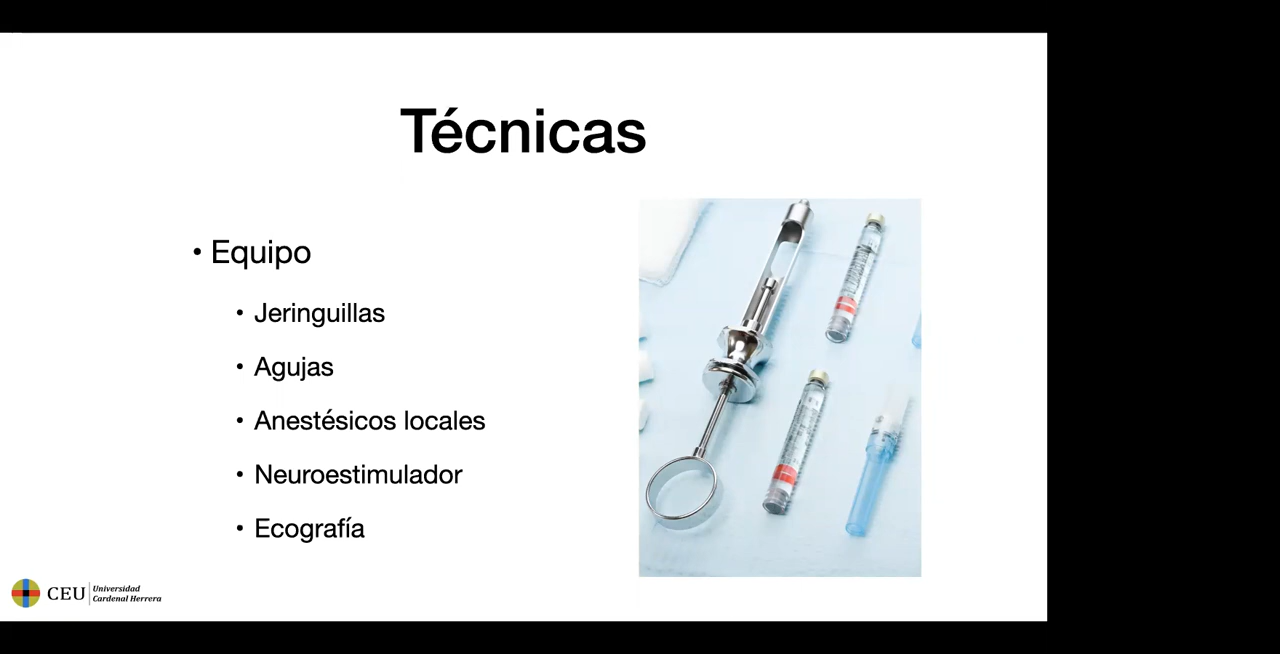 Técnicas
• Equipo
• Jeringuillas
• Agujas
• Anestésicos locales
• Neuroestimulador
• Ecografía
CEU Universidad
Cardenal Herrera